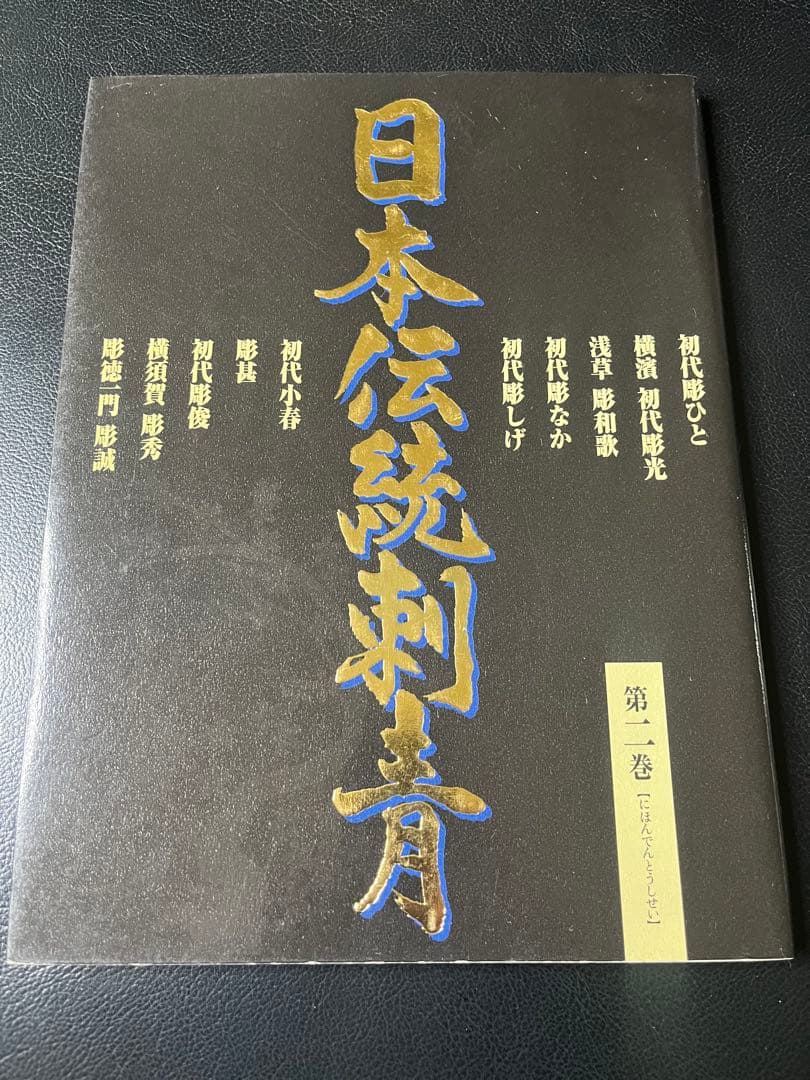 日本伝統刺青
初代彫ひと
横濱 初代彫光
浅草 彫和歌
初代彫なか
初代彫しげ
初代小春
彫甚
初代彫俊
横須賀 彫秀
彫徳一門 彫誠
第二巻
【にほんでんとうしせい】